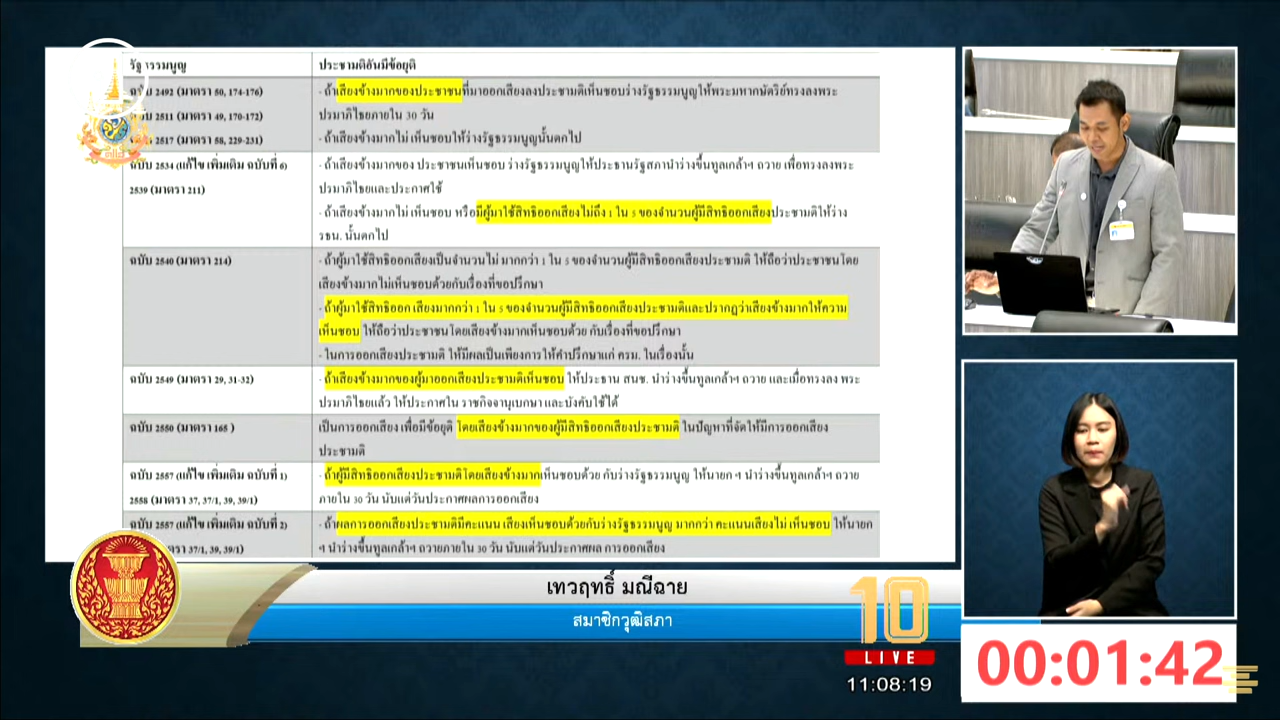 รัฐธรรมนูญ
ประชามติอันมีข้อยุติ
ฉบับ 2492 (มาตรา 50, 174-176)
ฉบับ 2511 (มาตรา 49, 170-172)
2517 (มาตรา 58, 229-231)
- ถ้าเสียงข้างมากของประชาชนที่มาออกเสียงลงประชามติเห็นชอบร่างรัฐธรรมนูญให้พระมหากษัตริย์ทรงลงพระ
ปรมาภิไธยภายใน 30 วัน
- ถ้าเสียงข้างมากไม่ เห็นชอบให้ร่างรัฐธรรมนูญนั้นตกไป
ฉบับ 2534 (แก้ไข เพิ่มเติม ฉบับที่ 6)
2539 (มาตรา 211)
- ถ้าเสียงข้างมากของ ประชาชนเห็นชอบ ร่างรัฐธรรมนูญให้ประธานรัฐสภานำร่างขึ้นทูลเกล้าฯ ถวาย เพื่อทรงลงพระ
ปรมาภิไธยและประกาศใช้
- ถ้าเสียงข้างมากไม่ เห็นชอบ หรือมีผู้มาใช้สิทธิออกเสียงไม่ถึง 1 ใน 5 ของจำนวนผู้มีสิทธิออกเสียงประชามติให้ร่าง
รธน. นั้นตกไป
ฉบับ 2540 (มาตรา 214)
- ถ้าผู้มาใช้สิทธิออกเสียงเป็นจำนวนไม่ มากกว่า 1 ใน 5 ของจำนวนผู้มีสิทธิออกเสียงประชามติ ให้ถือว่าประชาชนโดย
เสียงข้างมากไม่เห็นชอบด้วยกับเรื่องที่ขอปรึกษา
- ถ้าผู้มาใช้สิทธิออก เสียงมากกว่า 1 ใน 5 ของจำนวนผู้มีสิทธิออกเสียงประชามติและปรากฏว่าเสียงข้างมากให้ความ
เห็นชอบ ให้ถือว่าประชาชนโดยเสียงข้างมากเห็นชอบด้วย กับเรื่องที่ขอปรึกษา
- ในการออกเสียงประชามติ ให้มีผลเป็นเพียงการให้คำปรึกษาแก่ ครม. ในเรื่องนั้น
ฉบับ 2549 (มาตรา 29, 31-32)
- ถ้าเสียงข้างมากของผู้มาออกเสียงประชามติเห็นชอบ ให้ประธาน สนช. นำร่างขึ้นทูลเกล้าฯ ถวาย และเมื่อทรงลง พระ
ปรมาภิไธยแล้ว ให้ประกาศใน ราชกิจจานุเบกษา และบังคับใช้ได้
ฉบับ 2550 (มาตรา 165 )
เป็นการออกเสียง เพื่อมีข้อยุติ โดยเสียงข้างมากของผู้มีสิทธิออกเสียงประชามติ ในปัญหาที่จัดให้มีการออกเสียง
ประชามติ
ฉบับ 2557 (แก้ไข เพิ่มเติม ฉบับที่ 1)
2558 (มาตรา 37, 37/1, 39, 39/1)
- ถ้าผู้มีสิทธิออกเสียงประชามติโดยเสียงข้างมากเห็นชอบด้วย กับร่างรัฐธรรมนูญ ให้นายก ฯ นำร่างขึ้นทูลเกล้าฯ ถวาย
ภายใน 30 วัน นับแต่วันประกาศผลการออกเสียง
ฉบับ 2557 (แก้ไข เพิ่มเติม ฉบับที่ 2)
37/1, 39, 39/1)
- ถ้าผลการออกเสียงประชามติมีคะแนน เสียงเห็นชอบด้วยกับร่างรัฐธรรมนูญ มากกว่า คะแนนเสียงไม่ เห็นชอบ ให้นายก
ฯ นำร่างขึ้นทูลเกล้าฯ ถวายภายใน 30 วัน นับแต่วันประกาศผล การออกเสียง
เทวฤทธิ์ มณีฉาย
สมาชิกวุฒิสภา
10
LIVE
11:08:19
00:01:42